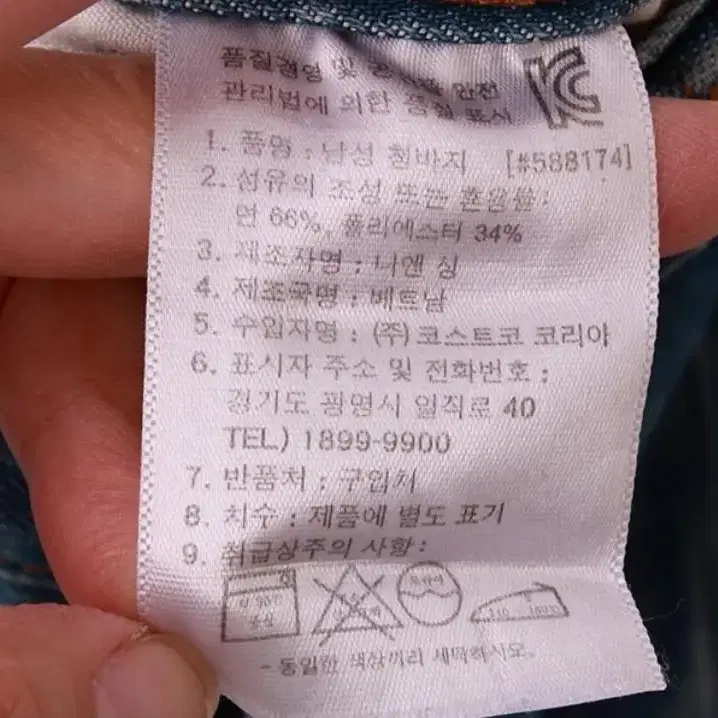 품질경영 및 공산품 안전
관리법에 의한 품질 표시
1. 품명 : 남성 청바지 [#588174]
2. 섬유의 조성 또는 혼용률:
면 66%, 폴리에스터 34%
3. 제조자명 : 니엔 싱
4. 제조국명 : 베트남
5. 수입자명 : (주) 코스트코 코리아
6. 표시자 주소 및 전화번호 :
경기도 광명시 일직로 40
TEL) 1899-9900
7. 반품처 : 구입처
8. 치수 : 제품에 별도 표기
9. 취급상주의 사항:
- 동일한 색상끼리 세탁하시오.